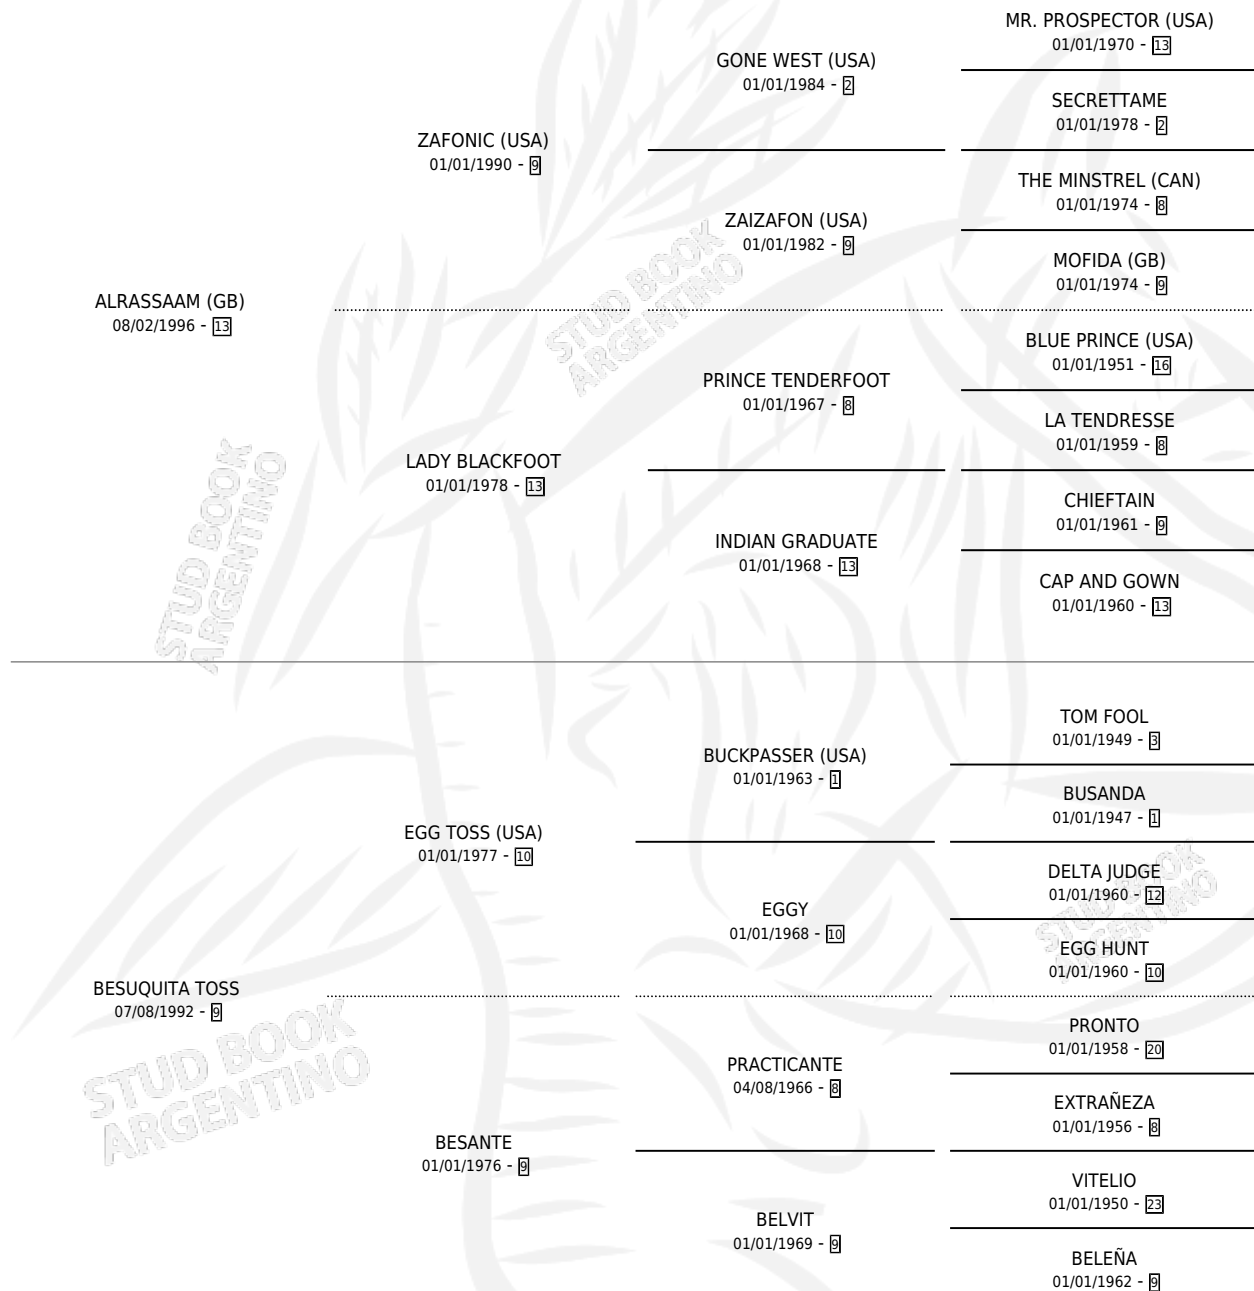 MR. PROSPECTOR (USA)
01/01/1970 - 13
GONE WEST (USA)
01/01/1984 - 2
SECRETTAME
01/01/1978 - 2
ZAFONIC (USA)
01/01/1990 - 9
THE MINSTREL (CAN)
01/01/1974 - 8
ZAIZAFON (USA)
01/01/1982 - 9
MOFIDA (GB)
01/01/1974 - 9
ALRASSAAM (GB)
08/02/1996 - 13
STUD BOOK
ARGENTINO
BLUE PRINCE (USA)
01/01/1951 - 16
PRINCE TENDERFOOT
01/01/1967 - 8
LA TENDRESSE
01/01/1959 - 8
LADY BLACKFOOT
01/01/1978 - 13
CHIEFTAIN
01/01/1961 - 9
INDIAN GRADUATE
01/01/1968 - 13
CAP AND GOWN
01/01/1960 - 13
STUD BOOK
ARGENTINO
TOM FOOL
01/01/1949 - 3
BUCKPASSER (USA)
01/01/1963 - 1
BUSANDA
01/01/1947 - 1
EGG TOSS (USA)
01/01/1977 - 10
DELTA JUDGE
01/01/1960 - 12
EGGY
01/01/1968 - 10
EGG HUNT
01/01/1960 - 10
STUD BOOK
ARGENTINO
BESUQUITA TOSS
07/08/1992 - 9
STUD BOOK
ARGENTINO
PRONTO
01/01/1958 - 20
PRACTICANTE
04/08/1966 - 8
EXTRAÑEZA
01/01/1956 - 8
BESANTE
01/01/1976 - 9
VITELIO
01/01/1950 - 23
BELVIT
01/01/1969 - 9
BELEÑA
01/01/1962 - 9